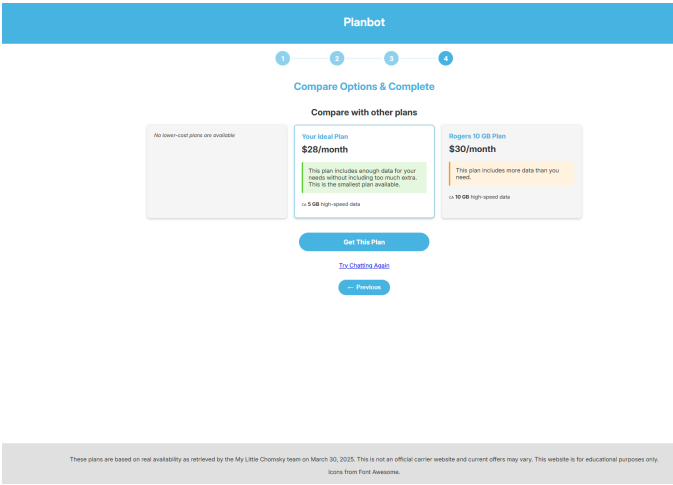 Planbot
1
2
3
4
Compare Options & Complete
Compare with other plans
No lower-cost plans are available
Your Ideal Plan
$28/month
This plan includes enough data for your
needs without including too much extra.
This is the smallest plan available.
CA 5 GB high-speed data
Rogers 10 GB Plan
$30/month
This plan includes more data than you
need.
CA 10 GB high-speed data
Get This Plan
Try Chatting Again
← Previous
These plans are based on real availability as retrieved by the My Little Chomsky team on March 30, 2025. This is not an official carrier website and current offers may vary. This website is for educational purposes only.
Icons from Font Awesome.